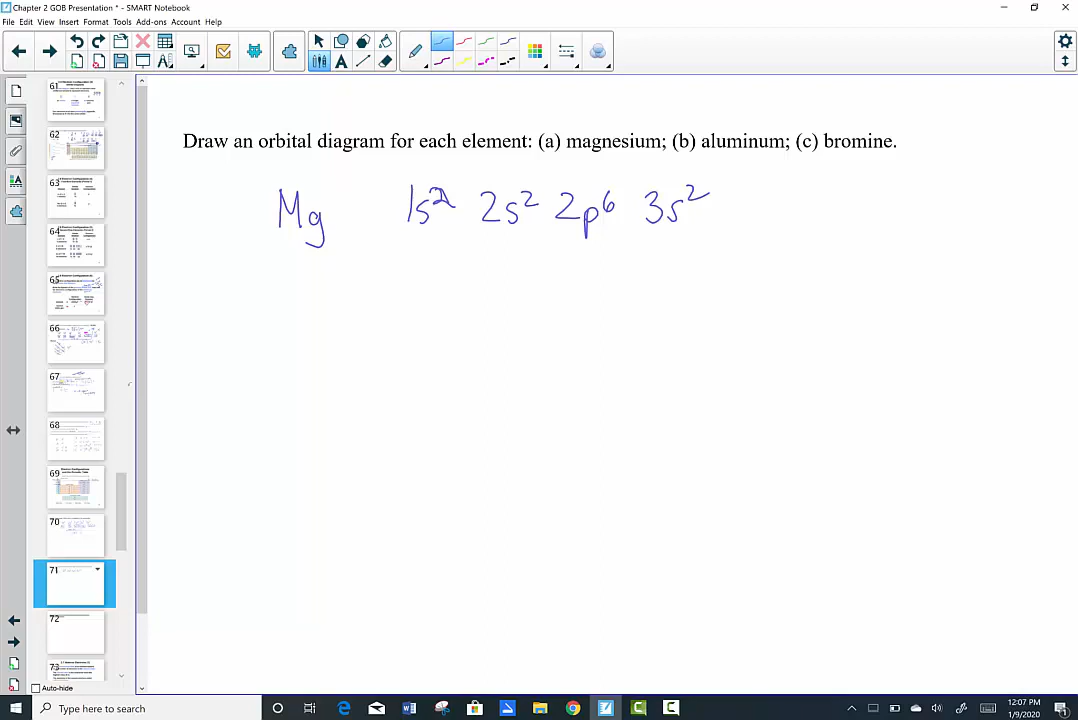 Chapter 2 GOB Presentation * - SMART Notebook
File Edit View Insert Format Tools Add-ons Account Help
61
62
63
64
65
66
67
68
69
70
71
72
73
Draw an orbital diagram for each element: (a) magnesium; (b) aluminum; (c) bromine.
Mg 1s² 2s² 2p⁶ 3s²
Auto-hide
Type here to search
12:07 PM
1/9/2020